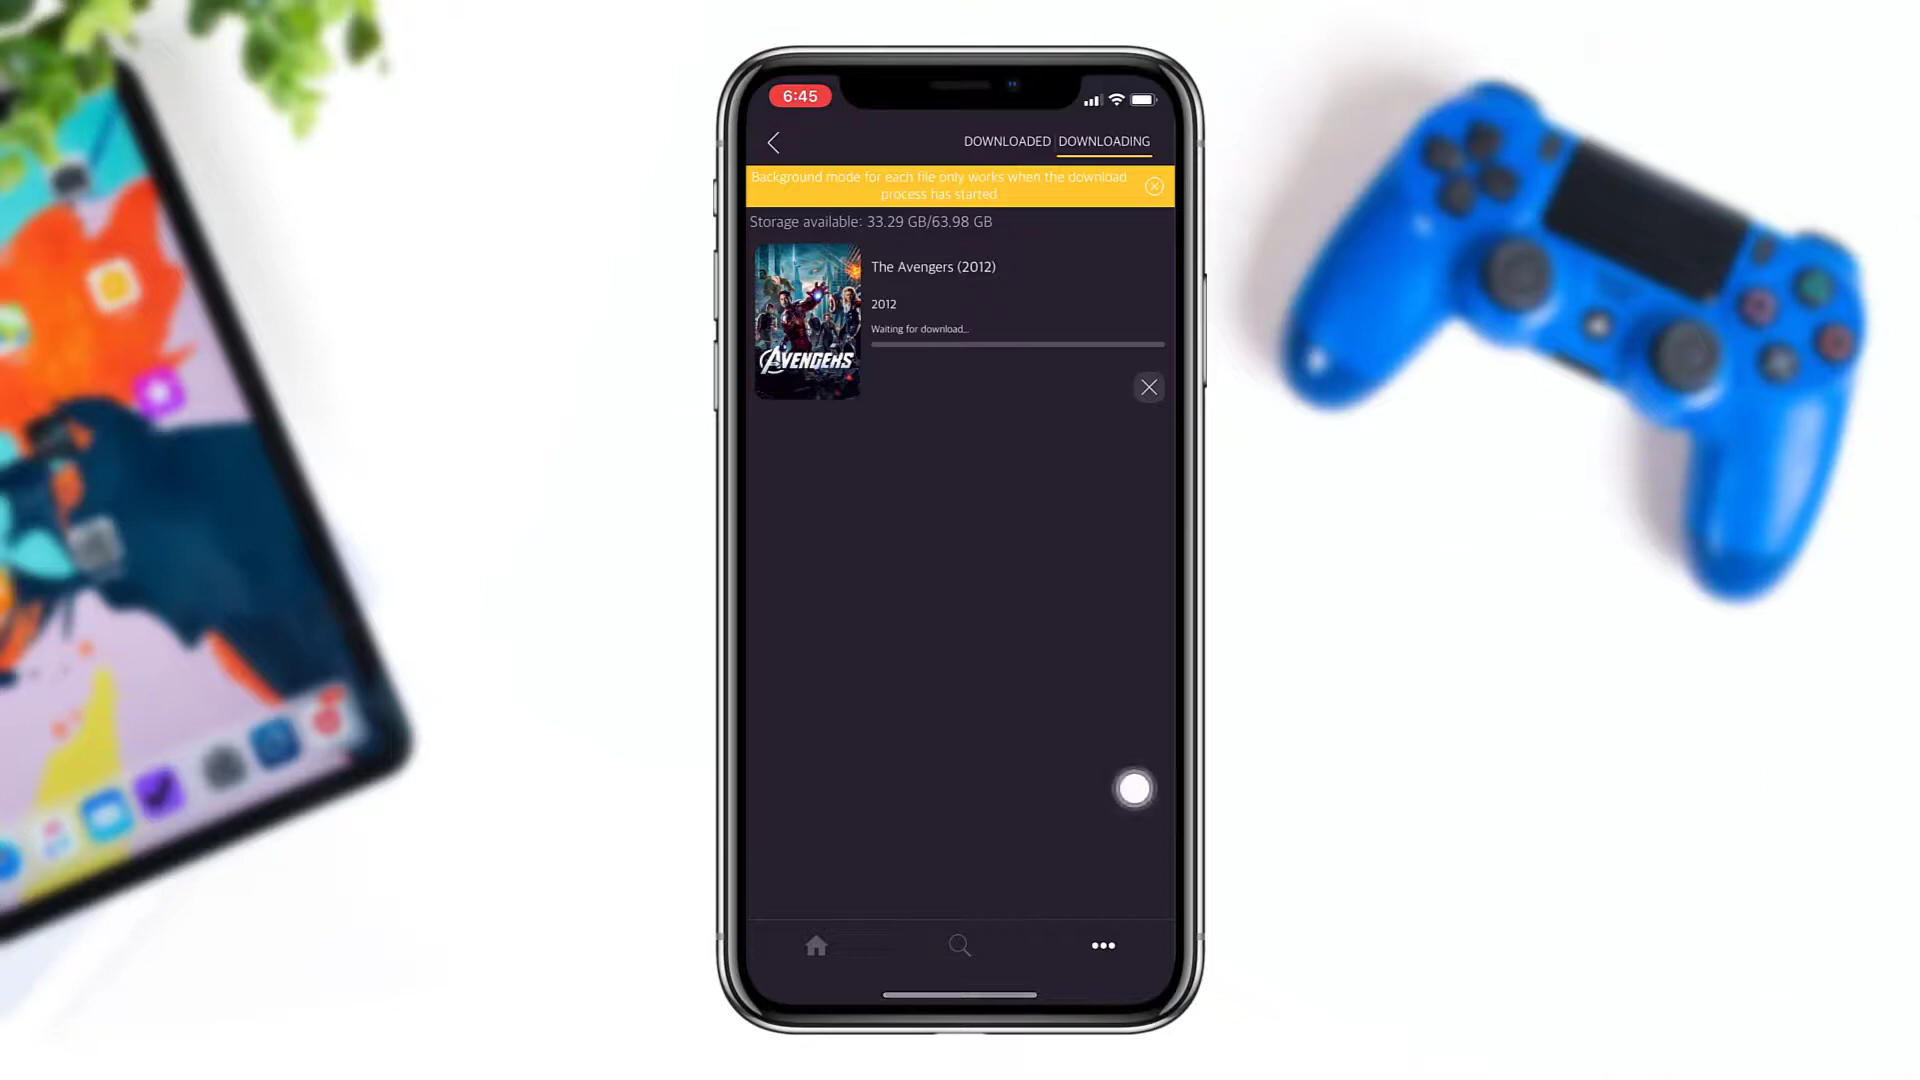 6:45
DOWNLOADED DOWNLOADING
Background mode for each file only works when the download
process has started
Storage available: 33.29 GB/63.98 GB
The Avengers (2012)
2012
Waiting for download...
AVENGERS